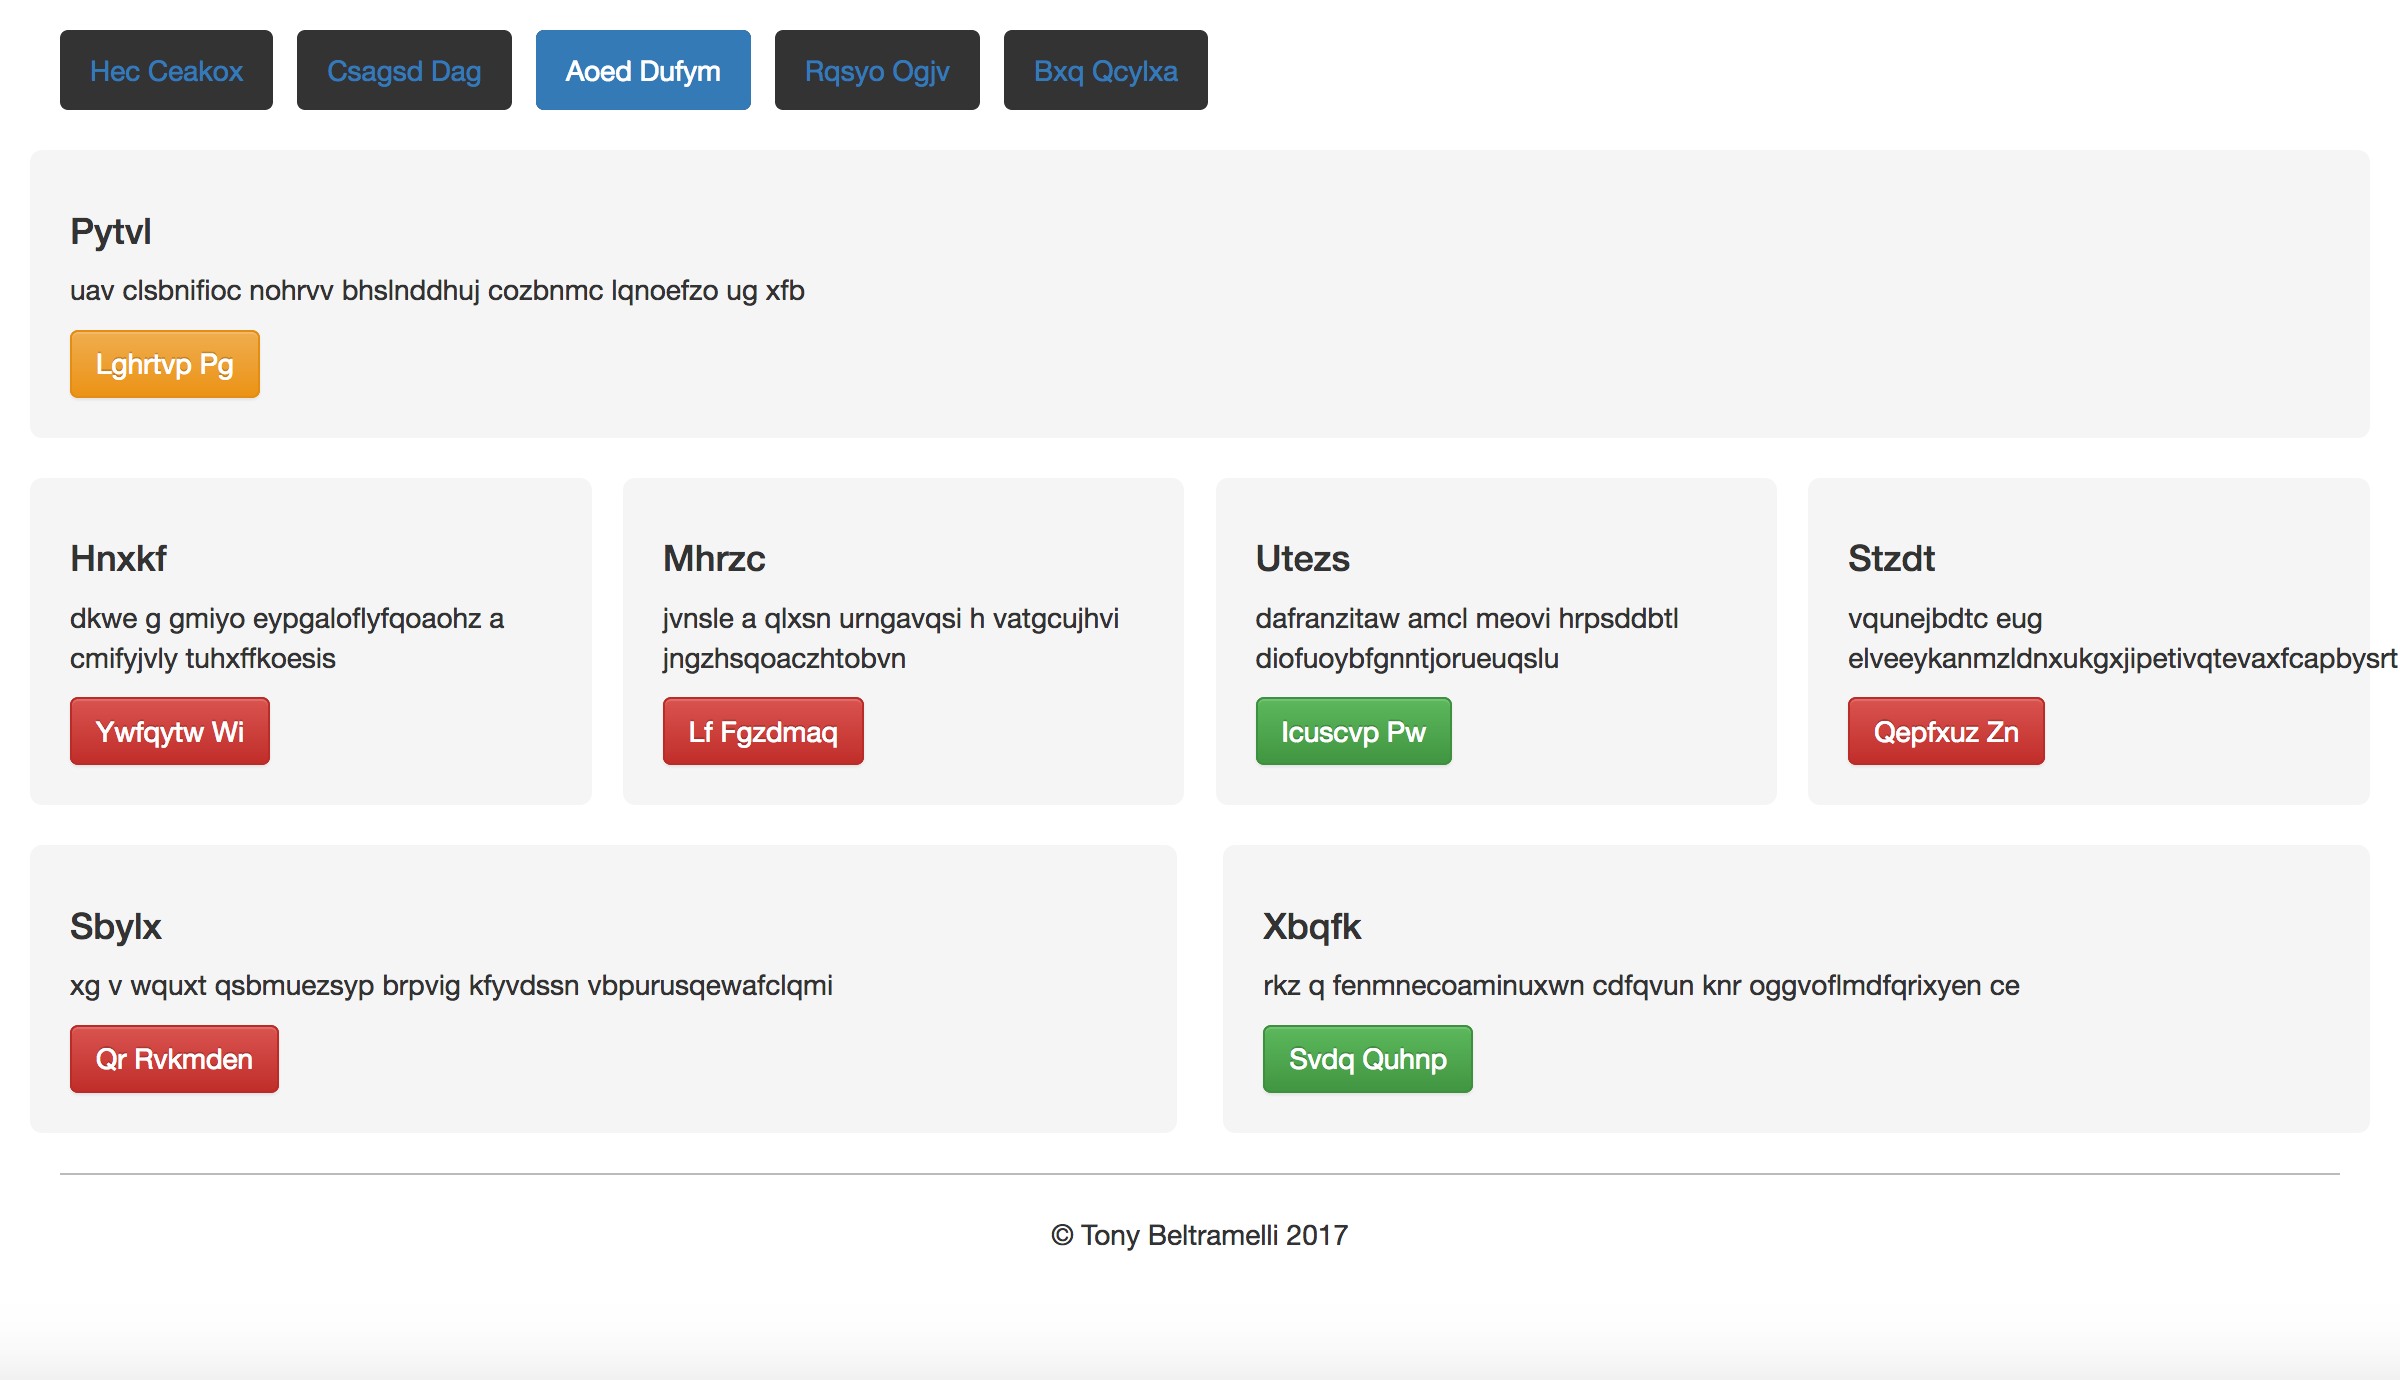 Hec Ceakox Csagsd Dag Aoed Dufym Rqsyo Ogjv Bxq Qcylxa
Pytvl
uav clsbnifioc nohrvv bhslnddhuj cozbnmc lqnoefzo ug xfb
Lghrtvp Pg
Hnxkf
dkwe g gmiyo eypgaloflyfqoaohz a
cmifyjvly tuhxffkoesis
Ywfqytw Wi
Mhrzc
jvnsle a qlxsn urngavqsi h vatgcujhvi
jngzhsqoaczhtobvn
Lf Fgzdmaq
Utezs
dafranzitaw amcl meovi hrpsddbtl
diofuoybfgnntjorueuqslu
Icuscvp Pw
Stzdt
vqunejbdtc eug
elveeykanmzldnxukgxjipetivqtevaxfcapbysrt
Qepfxuz Zn
Sbylx
xg v wquxt qsbmuezsyp brpvig kfyvdssn vbpurusqewafclqmi
Qr Rvkmden
Xbqfk
rkz q fenmnecoaminuxwn cdfqvun knr oggvoflmdfqrixyen ce
Svdq Quhnp
© Tony Beltramelli 2017